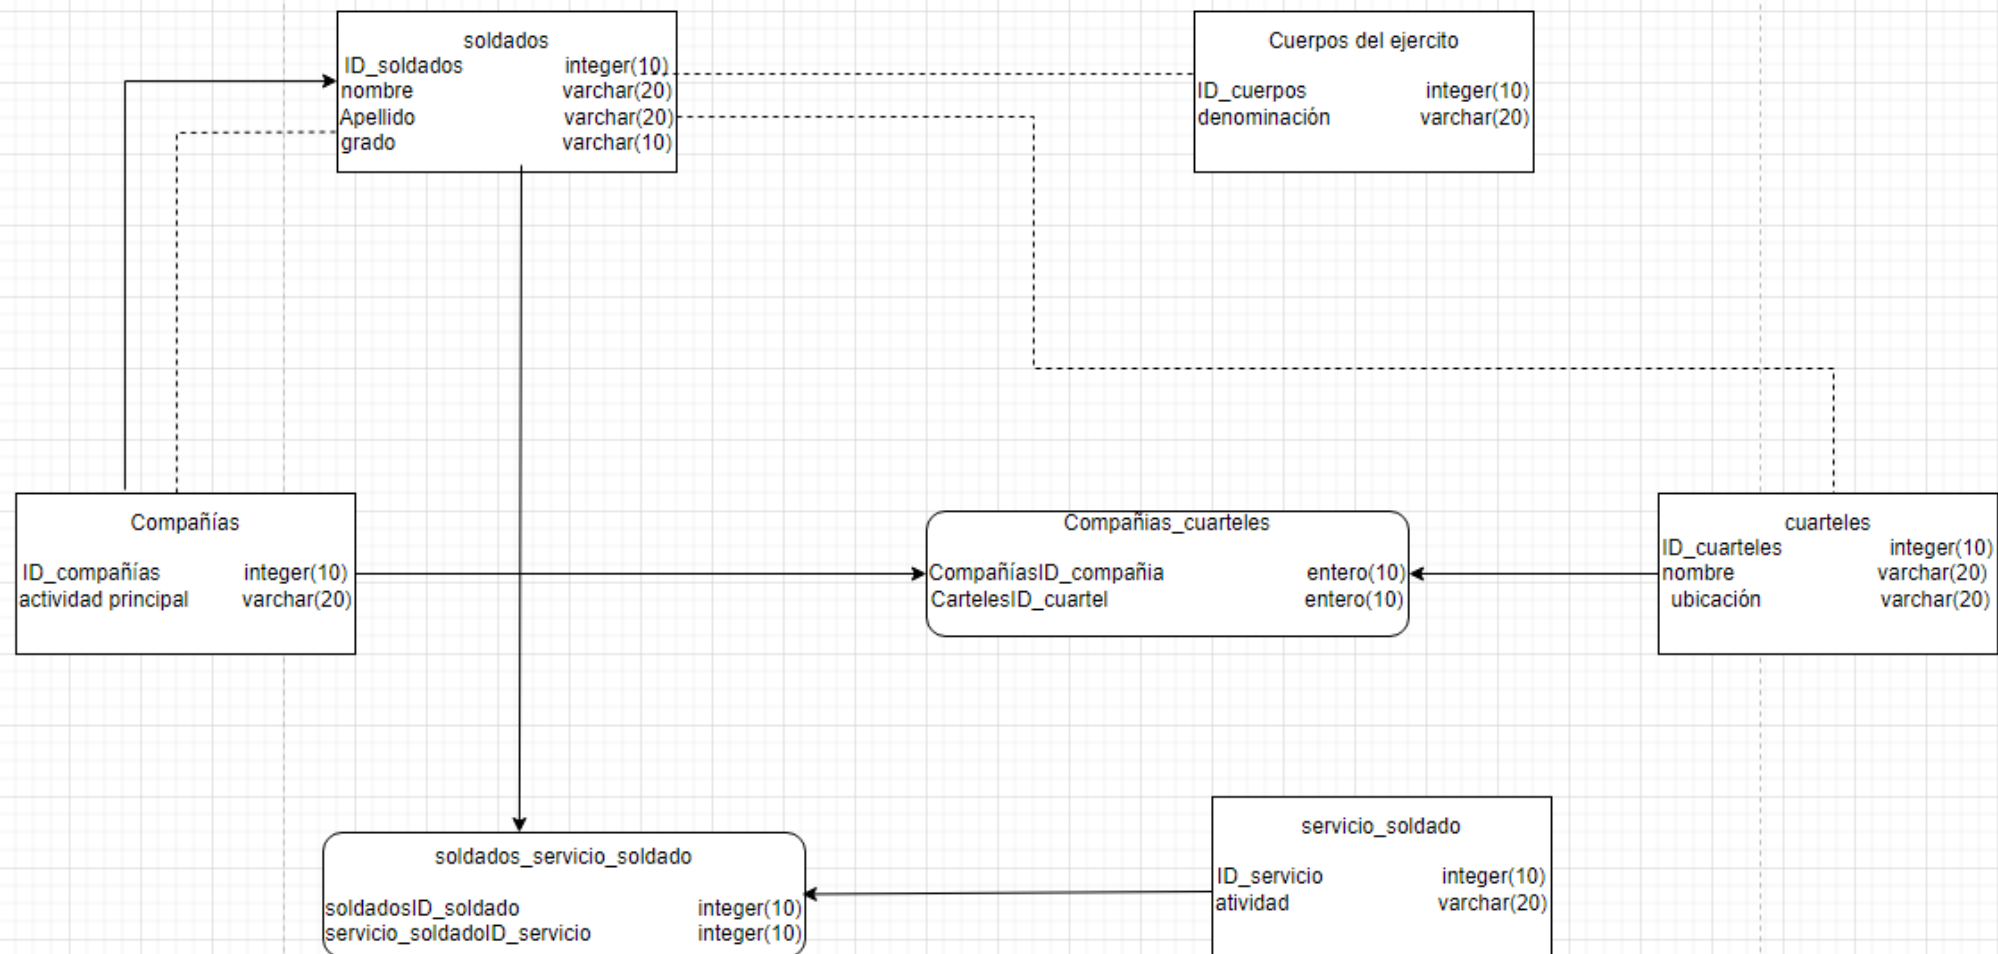 soldados
ID_soldados integer(10)
nombre varchar(20)
Apellido varchar(20)
grado varchar(10)
Cuerpos del ejercito
ID_cuerpos integer(10)
denominación varchar(20)
Compañías
ID_compañías integer(10)
actividad principal varchar(20)
Compañias_cuarteles
CompañíasID_compañia entero(10)
CartelesID_cuartel entero(10)
cuarteles
ID_cuarteles integer(10)
nombre varchar(20)
ubicación varchar(20)
soldados_servicio_soldado
soldadosID_soldado integer(10)
servicio_soldadoID_servicio integer(10)
servicio_soldado
ID_servicio integer(10)
atividad varchar(20)